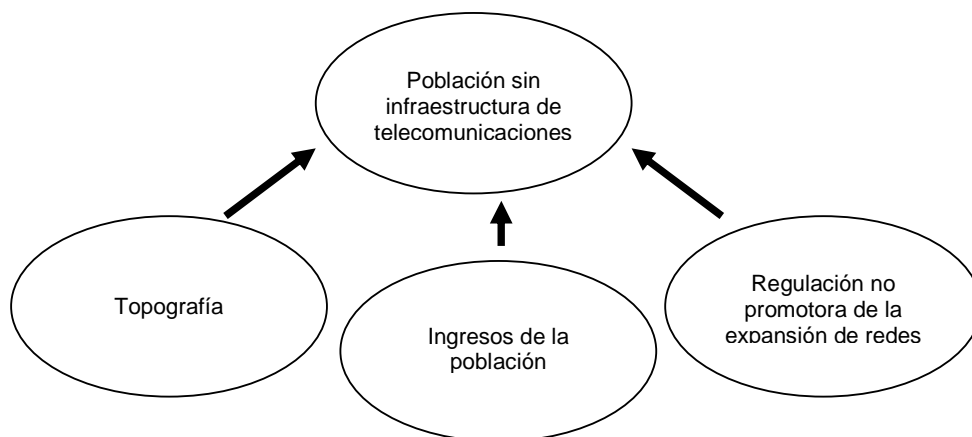 Población sin
infraestructura de
telecomunicaciones
Topografía
Ingresos de la
población
Regulación no
promotora de la
expansión de redes